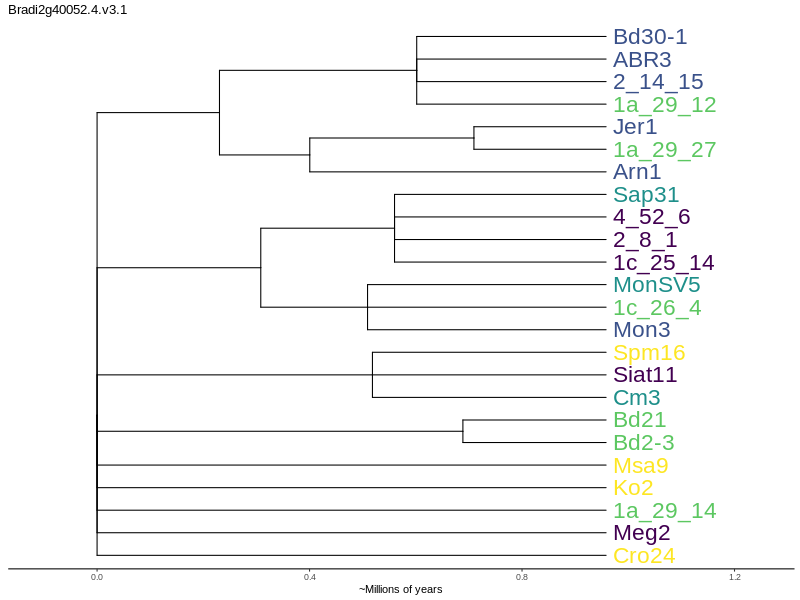 Bradi2g40052.4.v3.1
Bd30-1
ABR3
2_14_15
1a_29_12
Jer1
1a_29_27
Arn1
Sap31
4_52_6
2_8_1
1c_25_14
MonSV5
1c_26_4
Mon3
Spm16
Siat11
Cm3
Bd21
Bd2-3
Msa9
Ko2
1a_29_14
Meg2
Cro24
0.0 0.4 0.8 1.2
~Millions of years